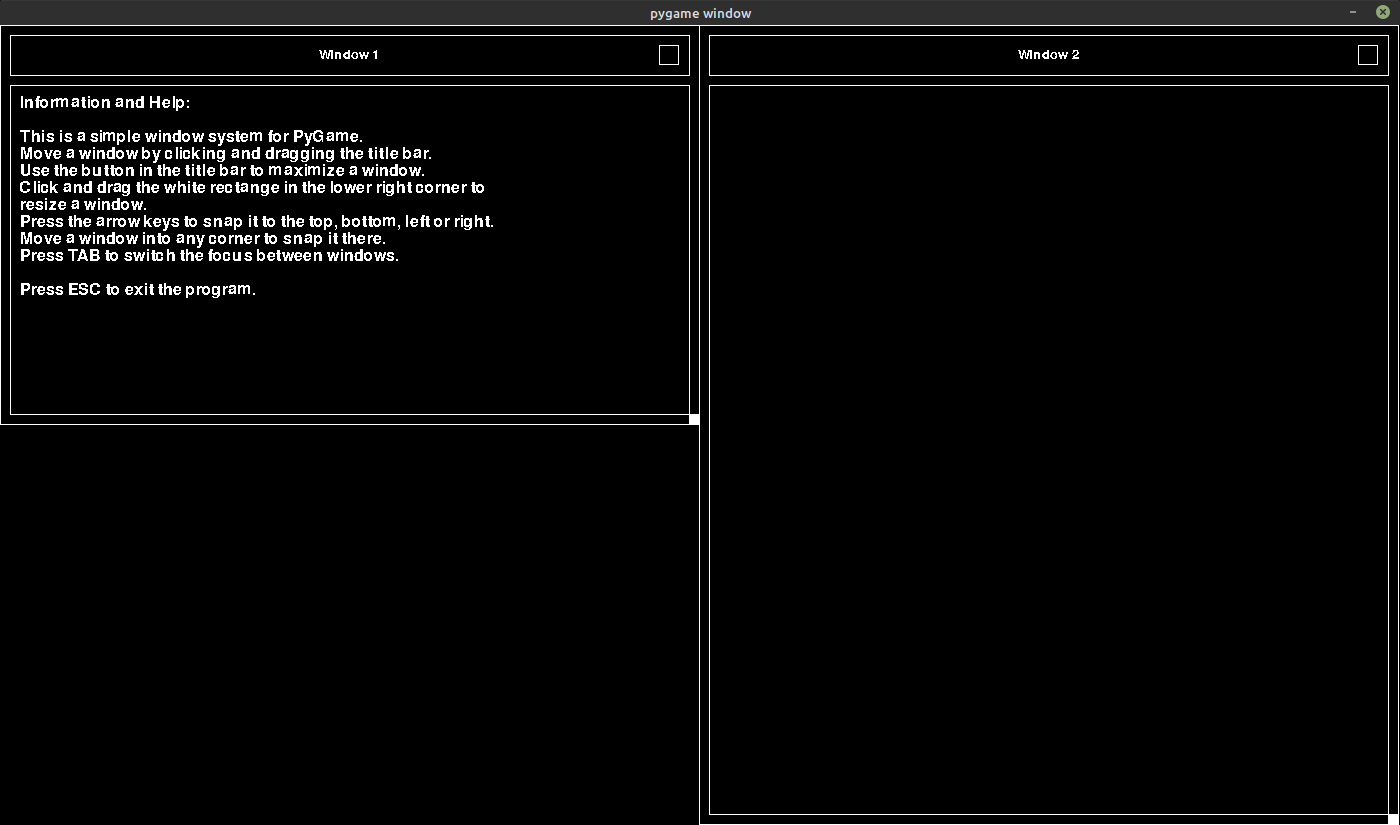 pygame window
Window 1
Window 2
Information and Help:
This is a simple window system for PyGame.
Move a window by clicking and dragging the title bar.
Use the button in the title bar to maximize a window.
Click and drag the white rectange in the lower right corner to
resize a window.
Press the arrow keys to snap it to the top, bottom, left or right.
Move a window into any corner to snap it there.
Press TAB to switch the focus between windows.
Press ESC to exit the program.